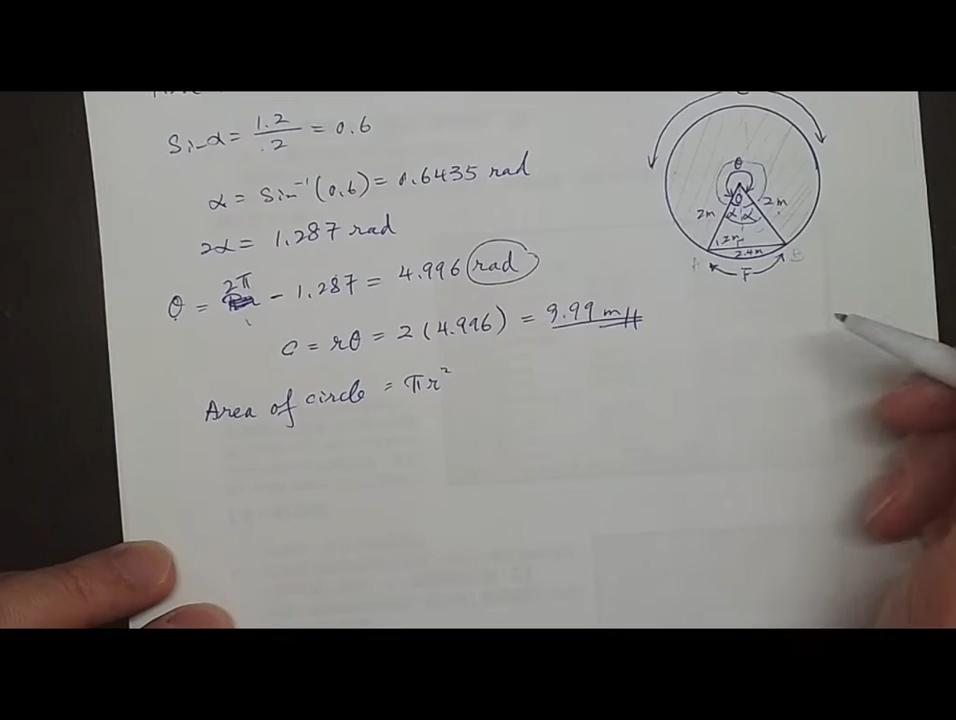 Sin α = 1.2 / 2 = 0.6
α = Sin⁻¹(0.6) = 0.6435 rad
2α = 1.287 rad
θ = 2π - 1.287 = 4.996 rad
C = rθ = 2(4.996) = 9.99 m
Area of circle = πr²
θ
O
2m α α 2m
1.2m
2.4m
F